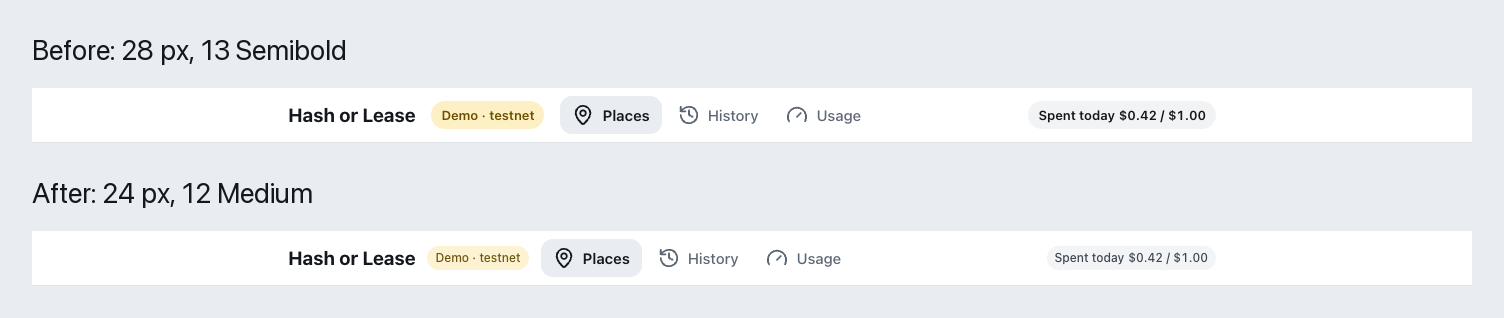 Before: 28 px, 13 Semibold
Hash or Lease Demo · testnet Places History Usage Spent today $0.42 / $1.00
After: 24 px, 12 Medium
Hash or Lease Demo · testnet Places History Usage Spent today $0.42 / $1.00